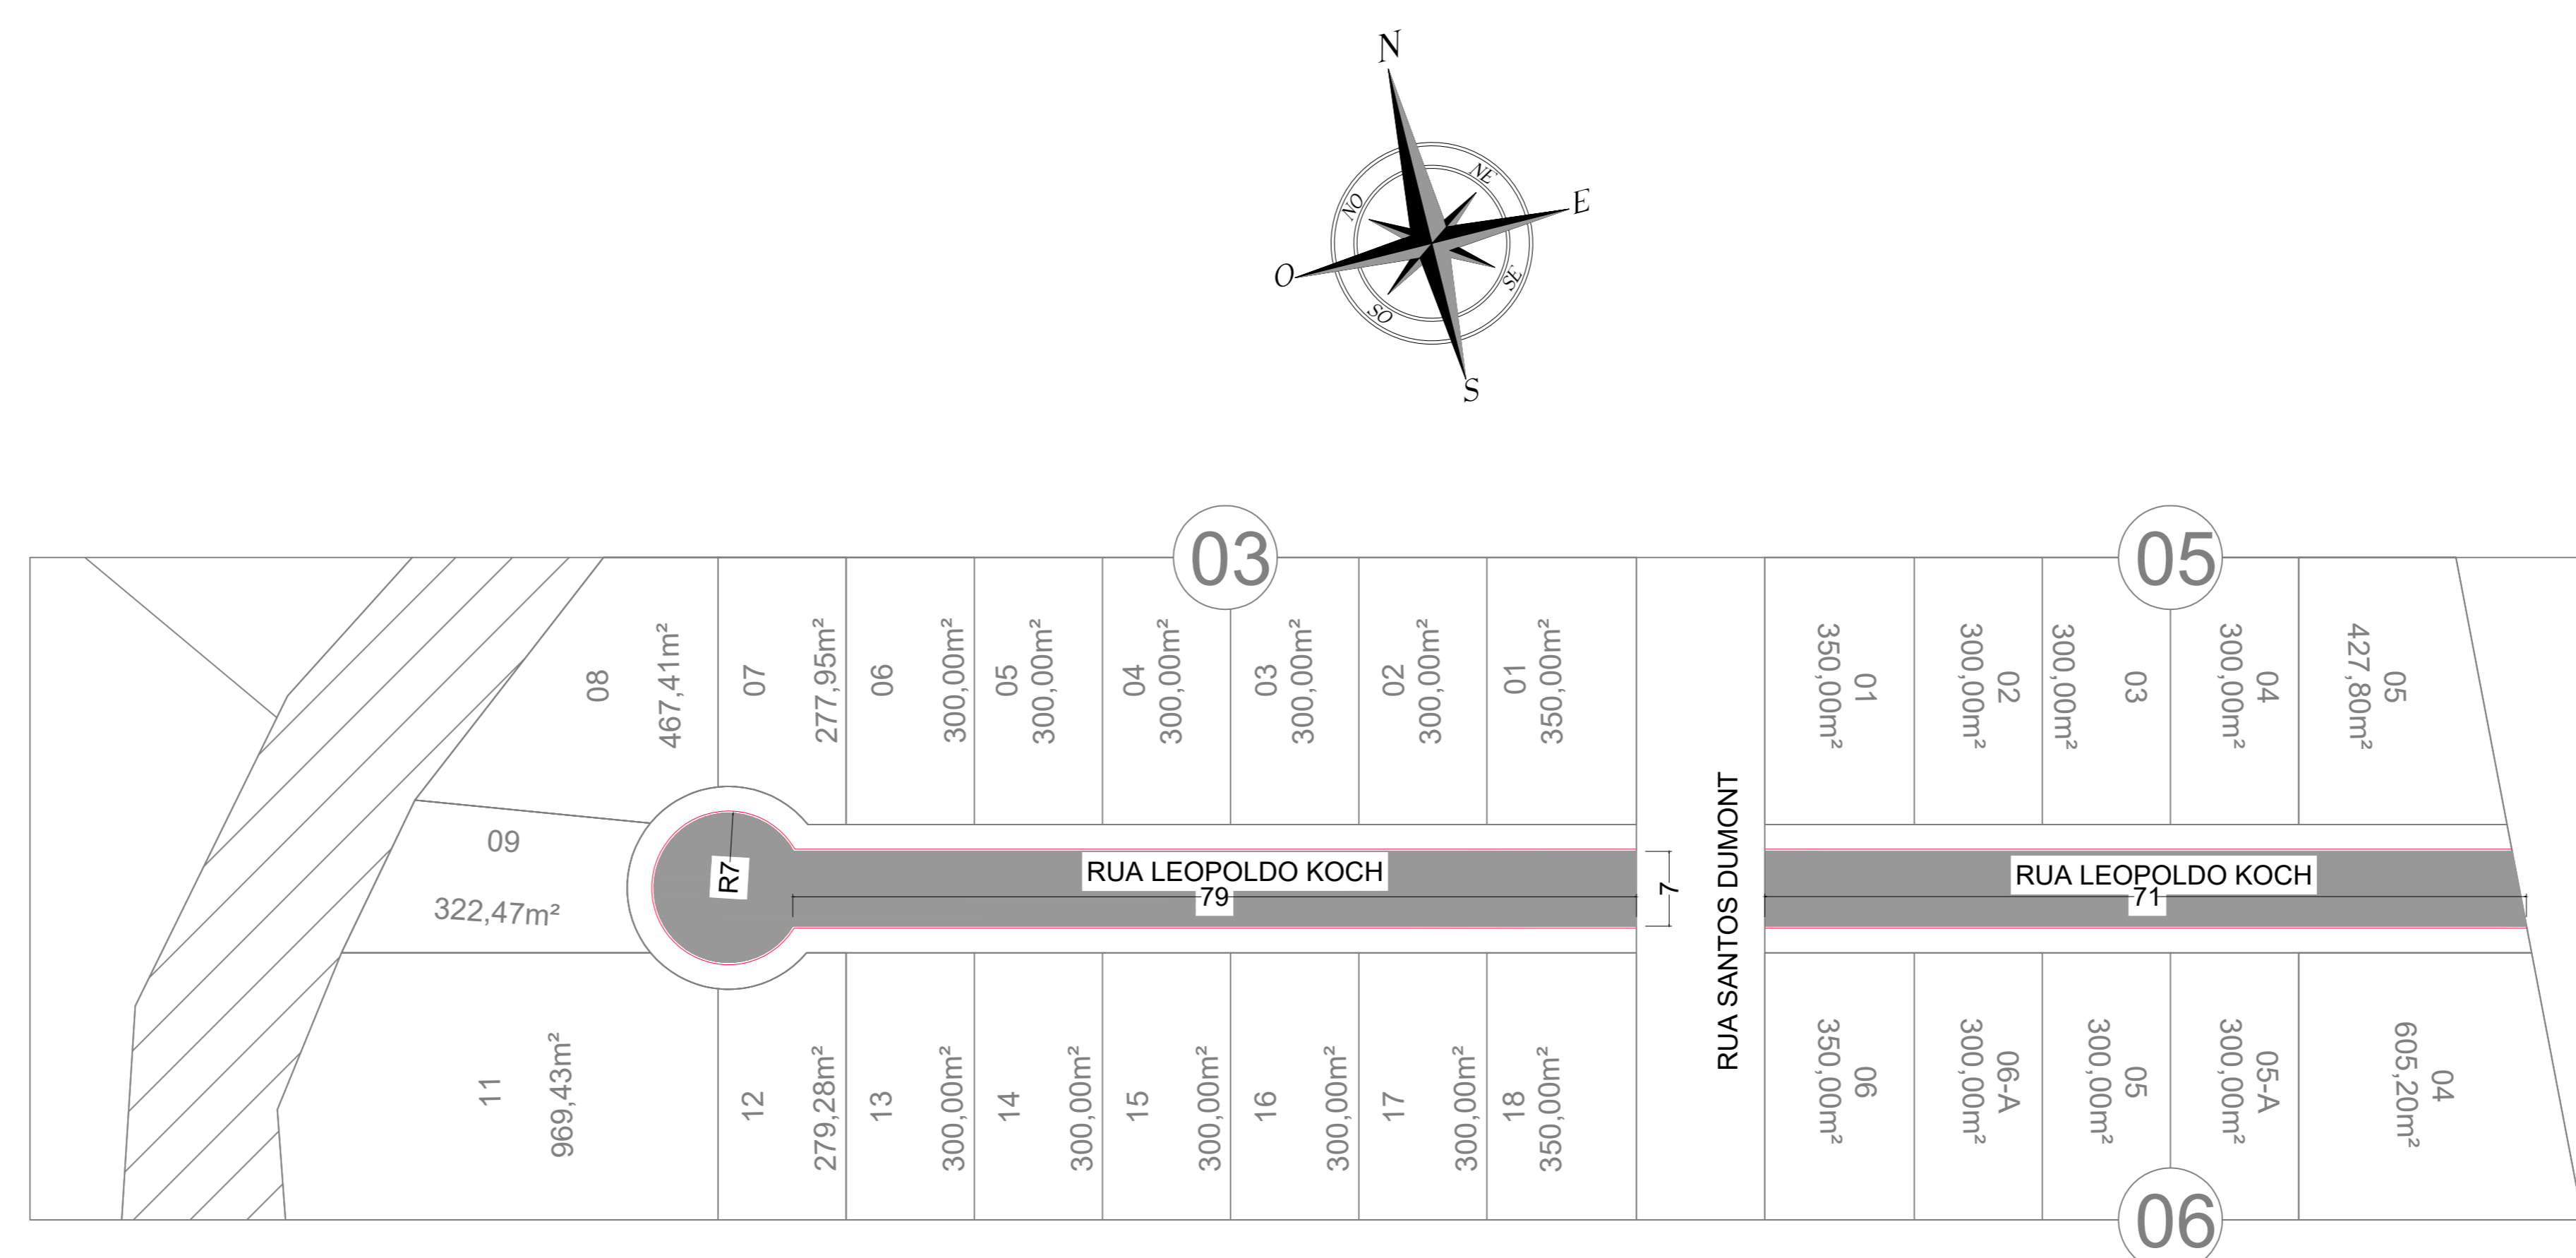 N
NE
NO
E
O
SE
SO
S
03
05
08
467,41m²
07
277,95m²
06
300,00m²
05
300,00m²
04
300,00m²
03
300,00m²
02
300,00m²
01
350,00m²
01
350,00m²
02
300,00m²
03
300,00m²
04
300,00m²
05
427,80m²
09
322,47m²
R7
RUA LEOPOLDO KOCH
79
7
RUA SANTOS DUMONT
RUA LEOPOLDO KOCH
71
11
969,43m²
12
279,28m²
13
300,00m²
14
300,00m²
15
300,00m²
16
300,00m²
17
300,00m²
18
350,00m²
06
350,00m²
06-A
300,00m²
05
300,00m²
05-A
300,00m²
04
605,20m²
06